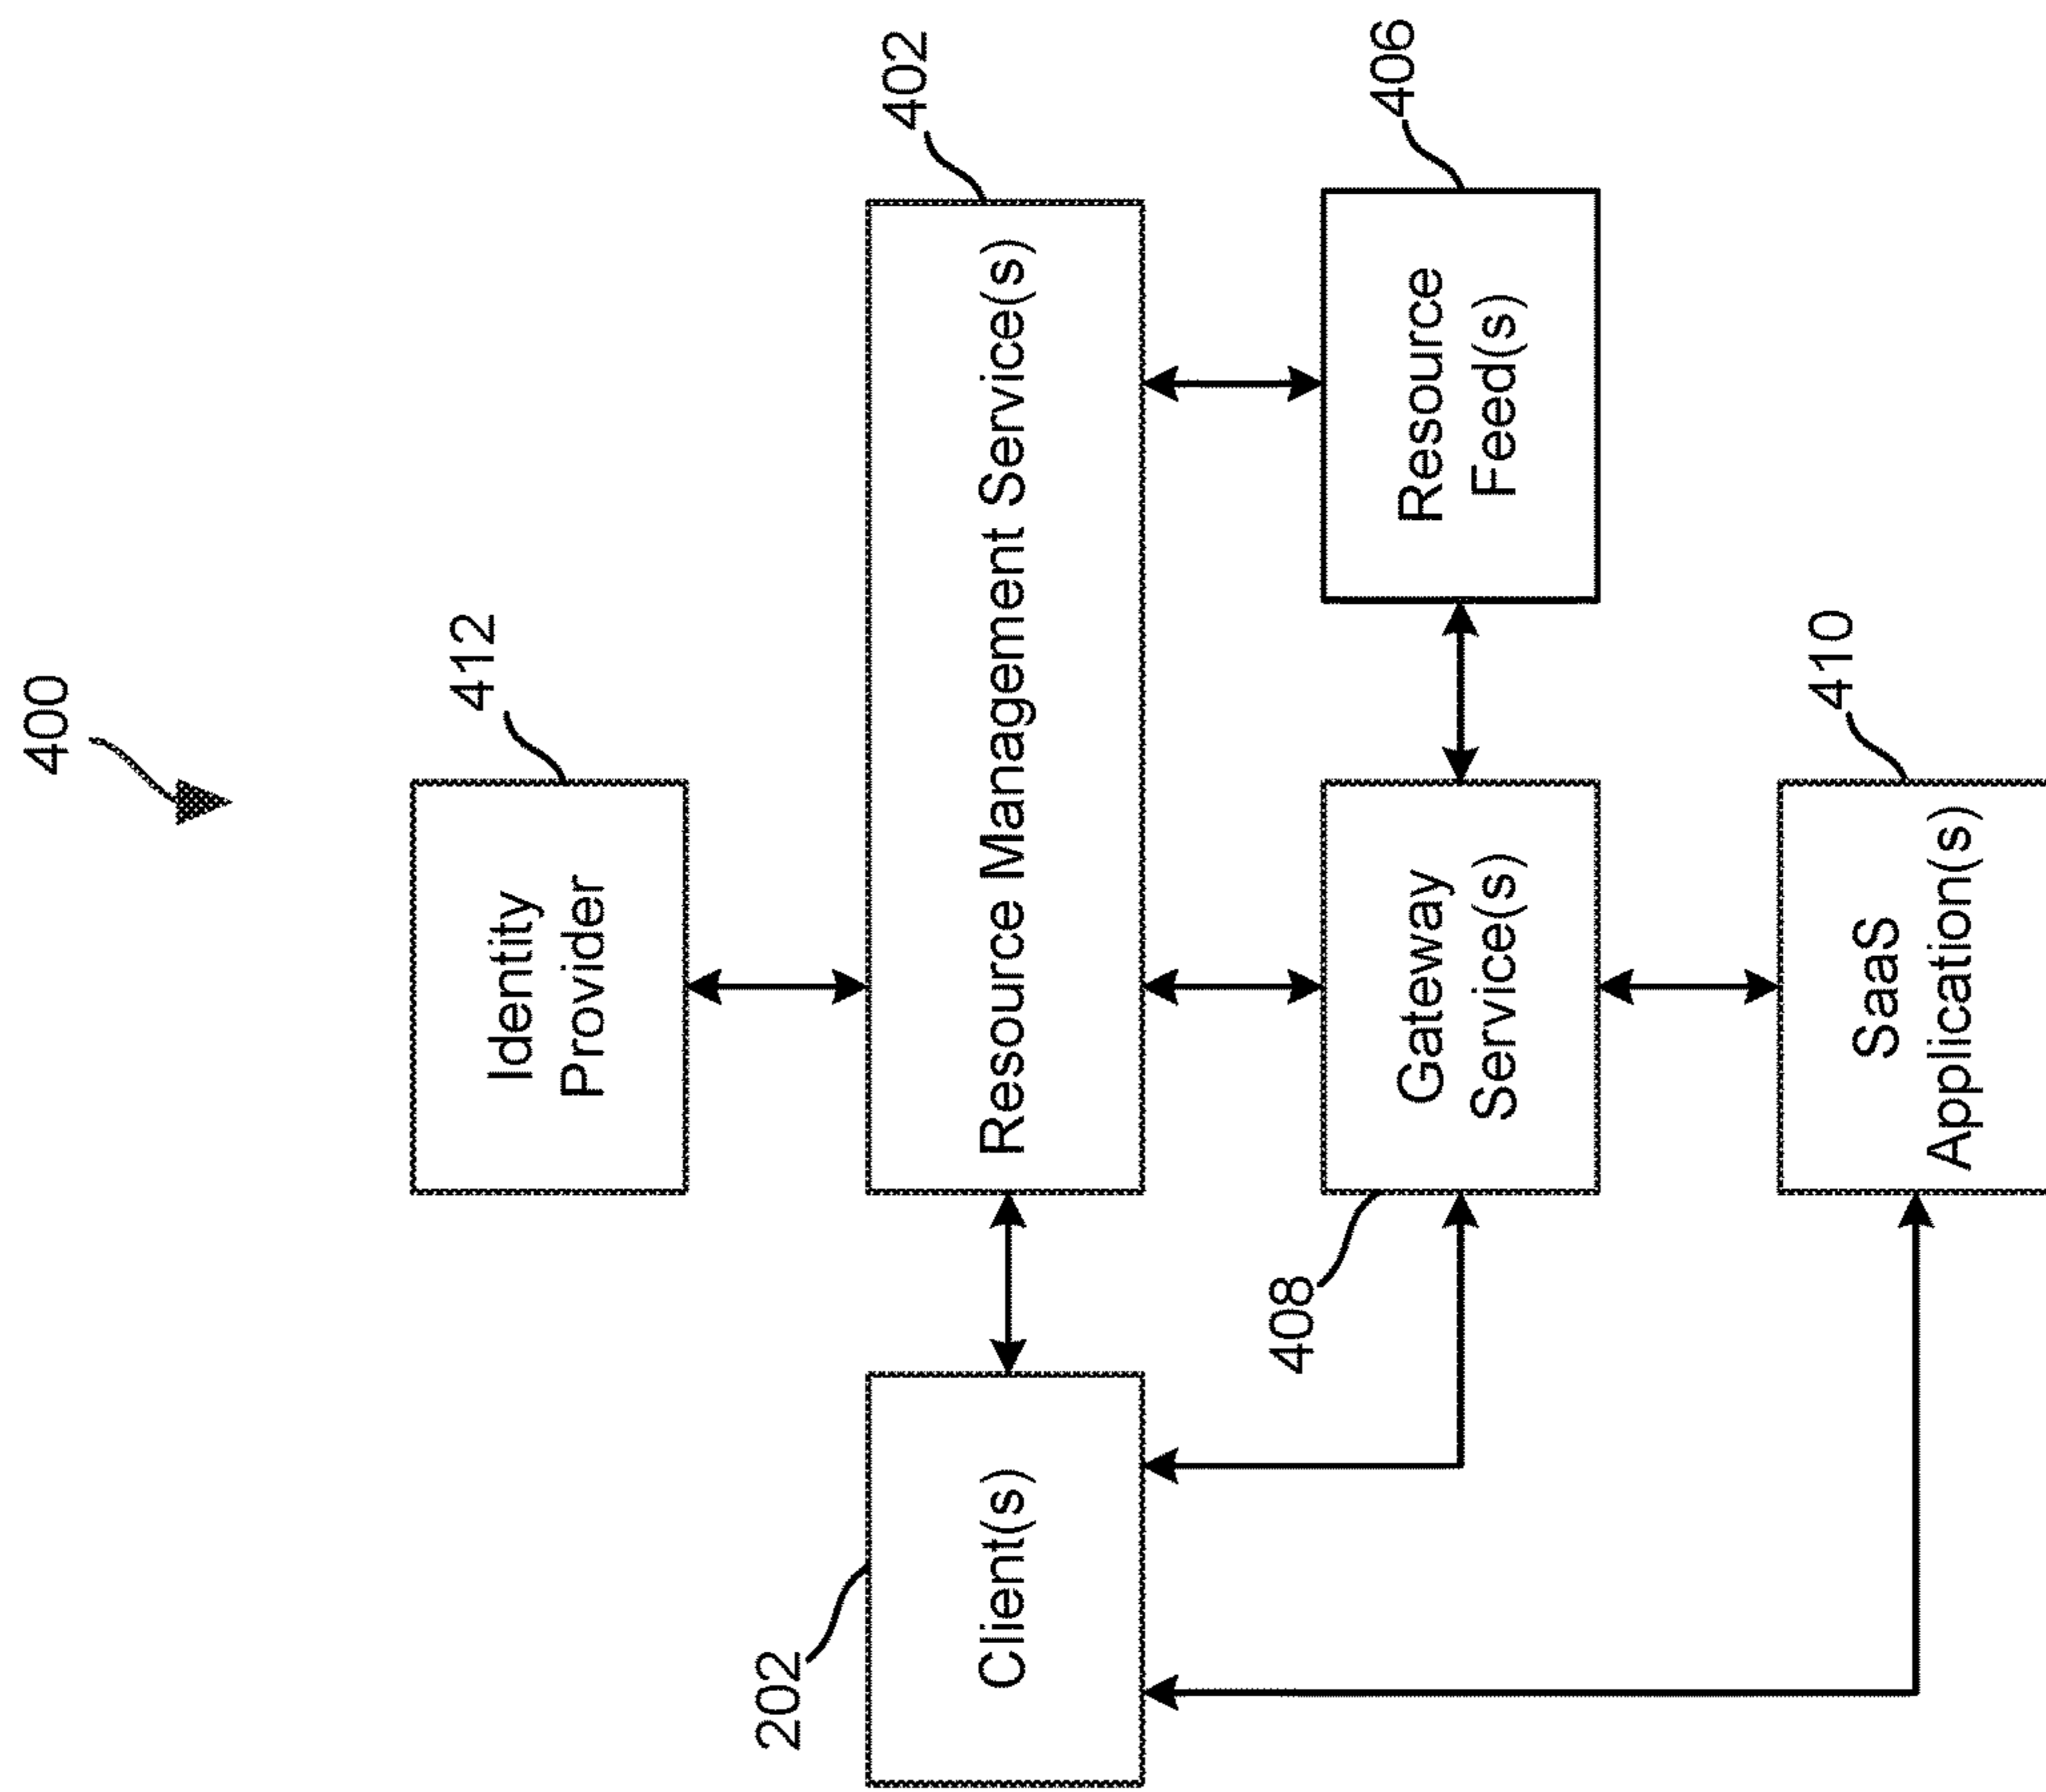 400
412
Identity
Provider
402
Resource Management Service(s)
202
Client(s)
408
Gateway
Service(s)
406
Resource
Feed(s)
410
SaaS
Application(s)